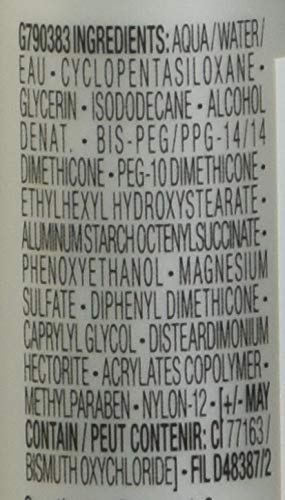 G790383 INGREDIENTS: AQUA/WATER/
EAU • CYCLOPENTASILOXANE •
GLYCERIN • ISODODECANE • ALCOHOL
DENAT. • BIS-PEG/PPG-14/14
DIMETHICONE • PEG-10 DIMETHICONE •
ETHYLHEXYL HYDROXYSTEARATE •
ALUMINUM STARCH OCTENYLSUCCINATE •
PHENOXYETHANOL • MAGNESIUM
SULFATE • DIPHENYL DIMETHICONE •
CAPRYLYL GLYCOL • DISTEARDIMONIUM
HECTORITE • ACRYLATES COPOLYMER •
METHYLPARABEN • NYLON-12 • [+/- MAY
CONTAIN / PEUT CONTENIR: CI 77163/
BISMUTH OXYCHLORIDE] • FIL D48387/2